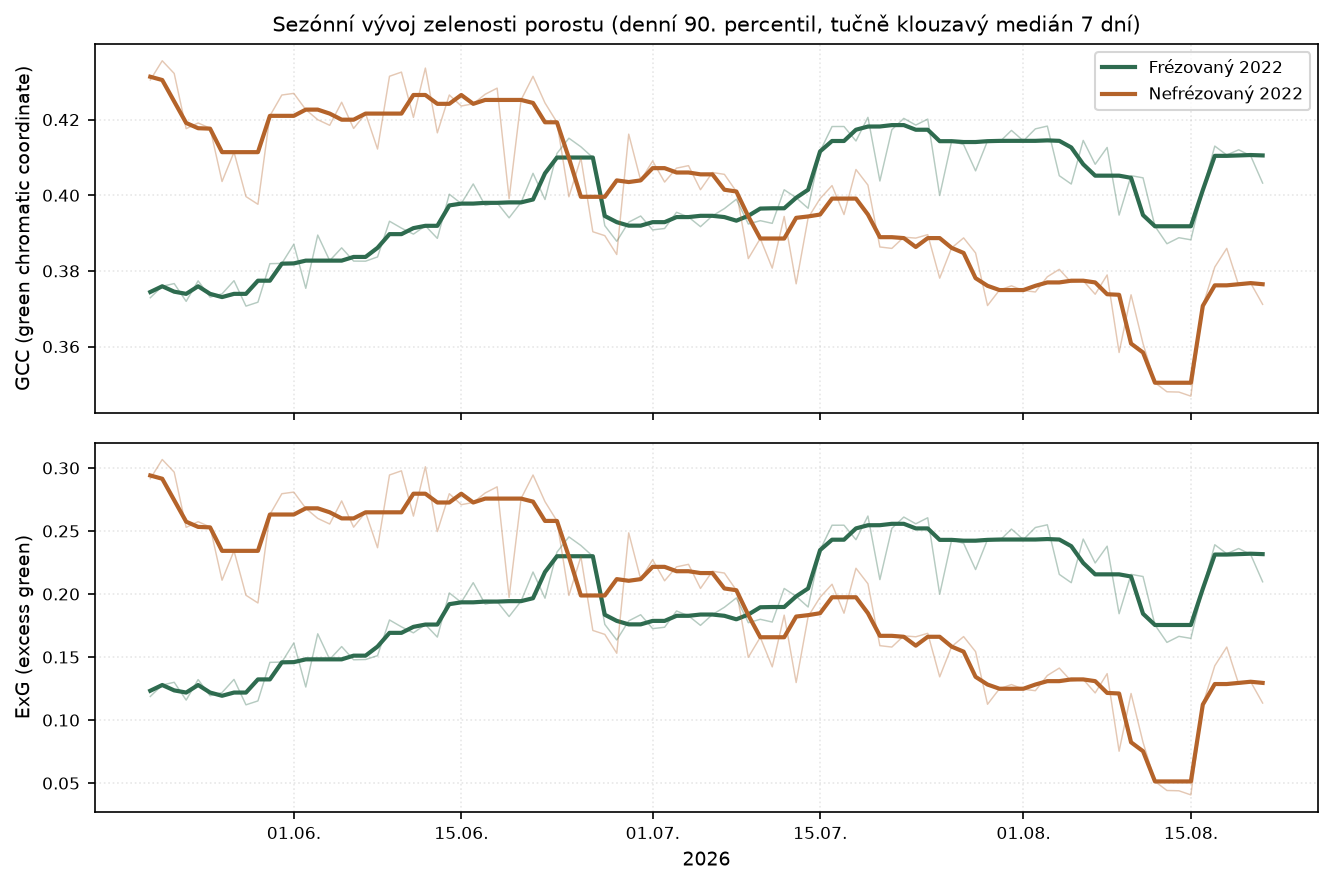 Sezónní vývoj zelenosti porostu (denní 90. percentil, tučně klouzavý medián 7 dní)
GCC (green chromatic coordinate)
0.42
0.40
0.38
0.36
Frézovaný 2022
Nefrézovaný 2022
ExG (excess green)
0.30
0.25
0.20
0.15
0.10
0.05
01.06. 15.06. 01.07. 15.07. 01.08. 15.08.
2026